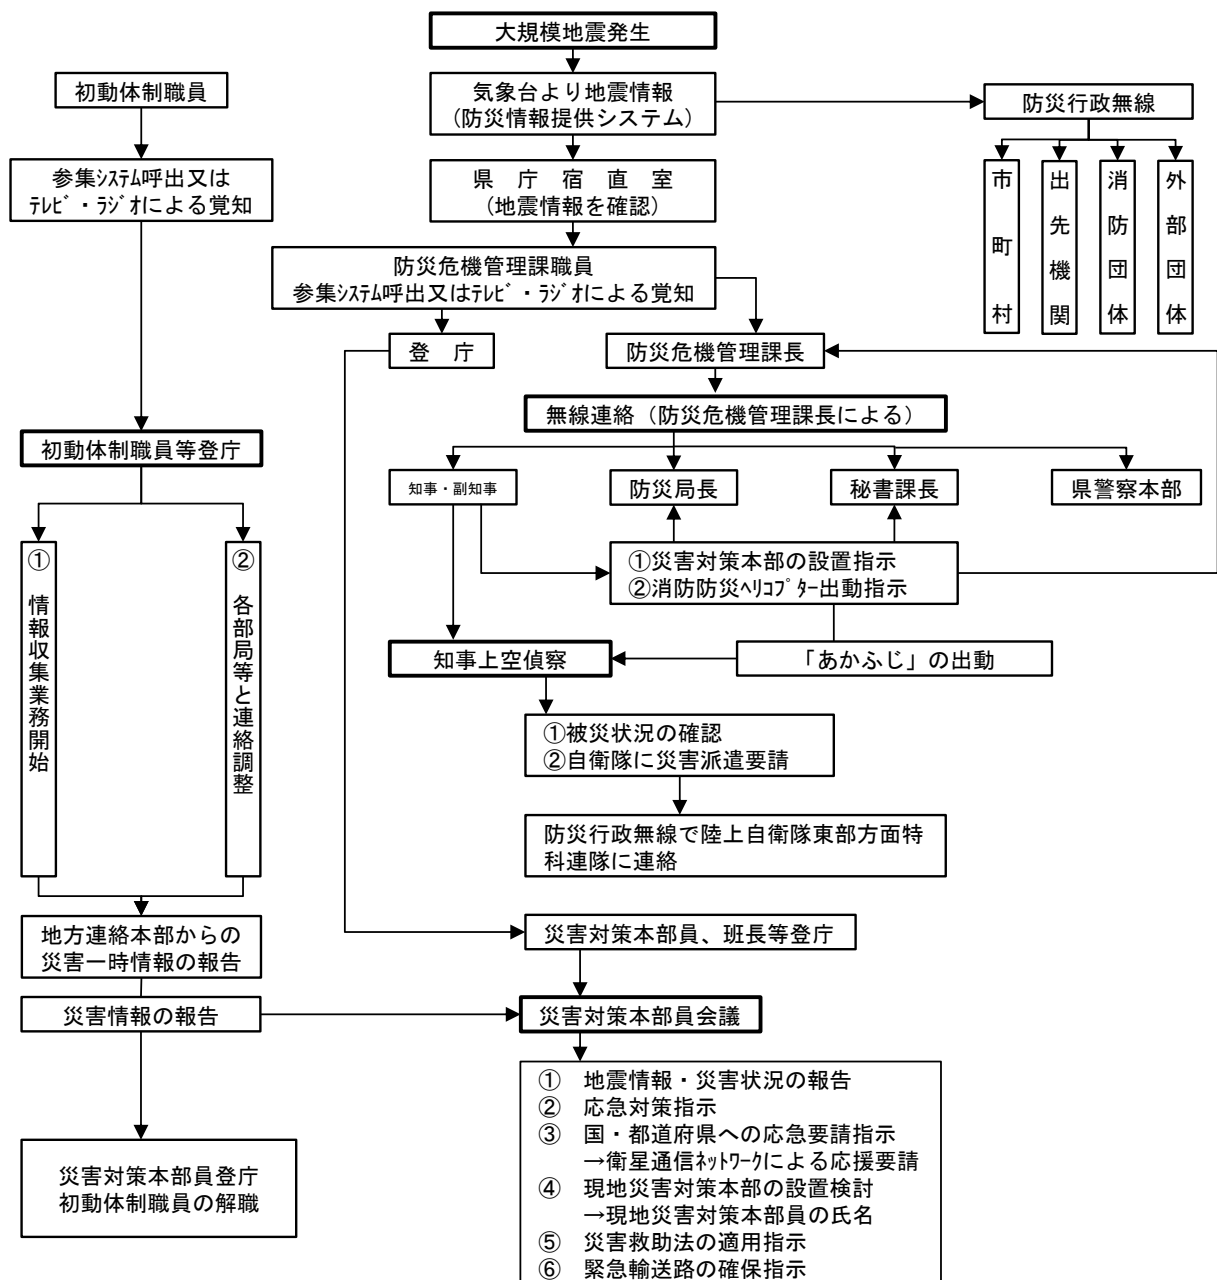 大規模地震発生
初動体制職員
気象台より地震情報
(防災情報提供システム)
防災行政無線
市町村
出先機関
消防団体
外部団体
参集ｼｽﾃﾑ呼出又は
ﾃﾚﾋﾞ・ﾗｼﾞｵによる覚知
県庁宿直室
(地震情報を確認)
防災危機管理課職員
参集ｼｽﾃﾑ呼出又はﾃﾚﾋﾞ・ﾗｼﾞｵによる覚知
登庁
防災危機管理課長
無線連絡（防災危機管理課長による）
初動体制職員等登庁
知事・副知事
防災局長
秘書課長
県警察本部
①情報収集業務開始
②各部局等と連絡調整
①災害対策本部の設置指示
②消防防災ﾍﾘｺﾌﾟﾀｰ出動指示
知事上空偵察
「あかふじ」の出動
①被災状況の確認
②自衛隊に災害派遣要請
防災行政無線で陸上自衛隊東部方面特
科連隊に連絡
地方連絡本部からの
災害一時情報の報告
災害対策本部員、班長等登庁
災害情報の報告
災害対策本部員会議
災害対策本部員登庁
初動体制職員の解職
① 地震情報・災害状況の報告
② 応急対策指示
③ 国・都道府県への応急要請指示
→衛星通信ﾈｯﾄﾜｰｸによる応援要請
④ 現地災害対策本部の設置検討
→現地災害対策本部員の氏名
⑤ 災害救助法の適用指示
⑥ 緊急輸送路の確保指示